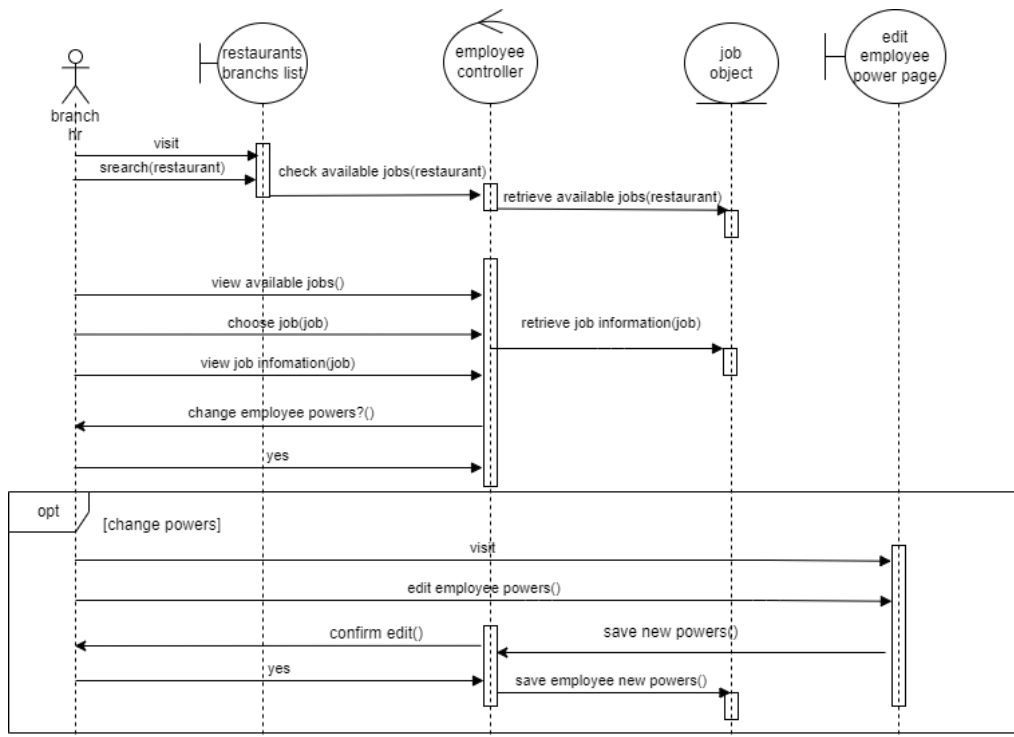 restaurants
branchs list
employee
controller
job
object
edit
employee
power page
branch
hr
visit
srearch(restaurant)
check available jobs(restaurant)
retrieve available jobs(restaurant)
view available jobs()
choose job(job)
retrieve job information(job)
view job infomation(job)
change employee powers?()
yes
opt
[change powers]
visit
edit employee powers()
confirm edit()
save new powers()
yes
save employee new powers()